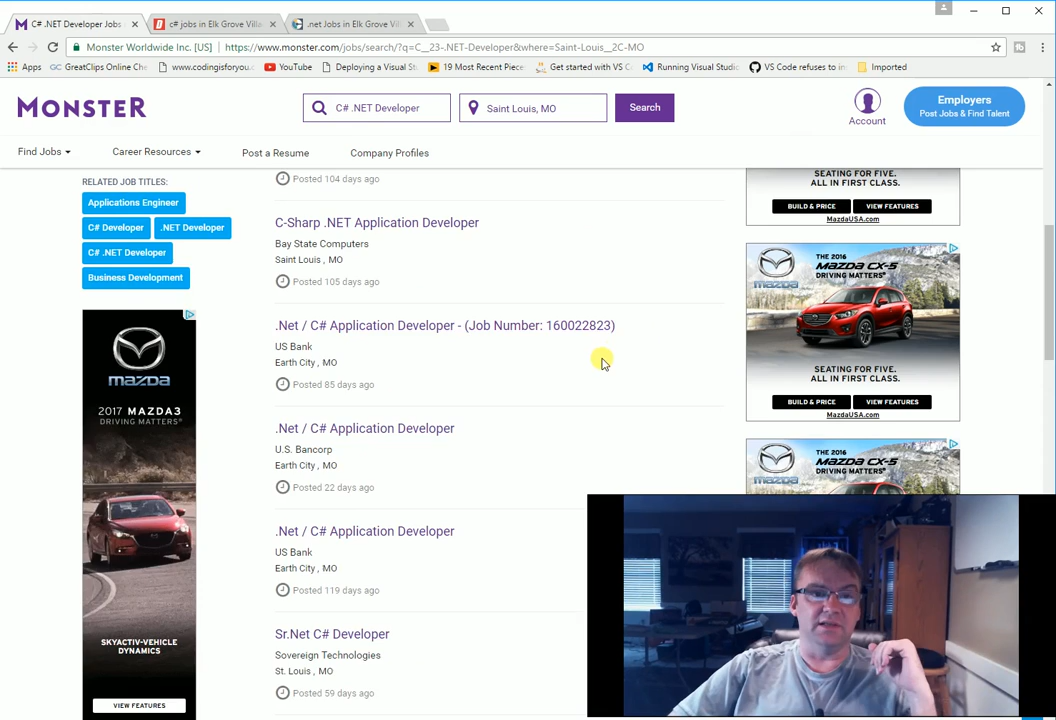 C# .NET Developer Jobs
c# jobs in Elk Grove Villa
.net Jobs in Elk Grove Vil
Monster Worldwide Inc. [US]
https://www.monster.com/jobs/search/?q=C__23-.NET-Developer&where=Saint-Louis__2C-MO
Apps
GreatClips Online Che
www.codingisforyou.
YouTube
Deploying a Visual St
19 Most Recent Piece
Get started with VS C
Running Visual Studi
VS Code refuses to in
Imported
MONSTER
C# .NET Developer
Saint Louis, MO
Search
Account
Employers
Post Jobs & Find Talent
Find Jobs
Career Resources
Post a Resume
Company Profiles
RELATED JOB TITLES:
Applications Engineer
C# Developer
.NET Developer
C# .NET Developer
Business Development
mazda
2017 MAZDA3
DRIVING MATTERS®
SKYACTIV-VEHICLE
DYNAMICS
VIEW FEATURES
Posted 104 days ago
C-Sharp .NET Application Developer
Bay State Computers
Saint Louis , MO
Posted 105 days ago
.Net / C# Application Developer - (Job Number: 160022823)
US Bank
Earth City , MO
Posted 85 days ago
.Net / C# Application Developer
U.S. Bancorp
Earth City , MO
Posted 22 days ago
.Net / C# Application Developer
US Bank
Earth City , MO
Posted 119 days ago
Sr.Net C# Developer
Sovereign Technologies
St. Louis , MO
Posted 59 days ago
SEATING FOR FIVE.
ALL IN FIRST CLASS.
BUILD & PRICE
VIEW FEATURES
MazdaUSA.com
THE 2016
MAZDA CX-5
DRIVING MATTERS®
mazda
SEATING FOR FIVE.
ALL IN FIRST CLASS.
BUILD & PRICE
VIEW FEATURES
MazdaUSA.com
THE 2016
MAZDA CX-5
DRIVING MATTERS®
mazda